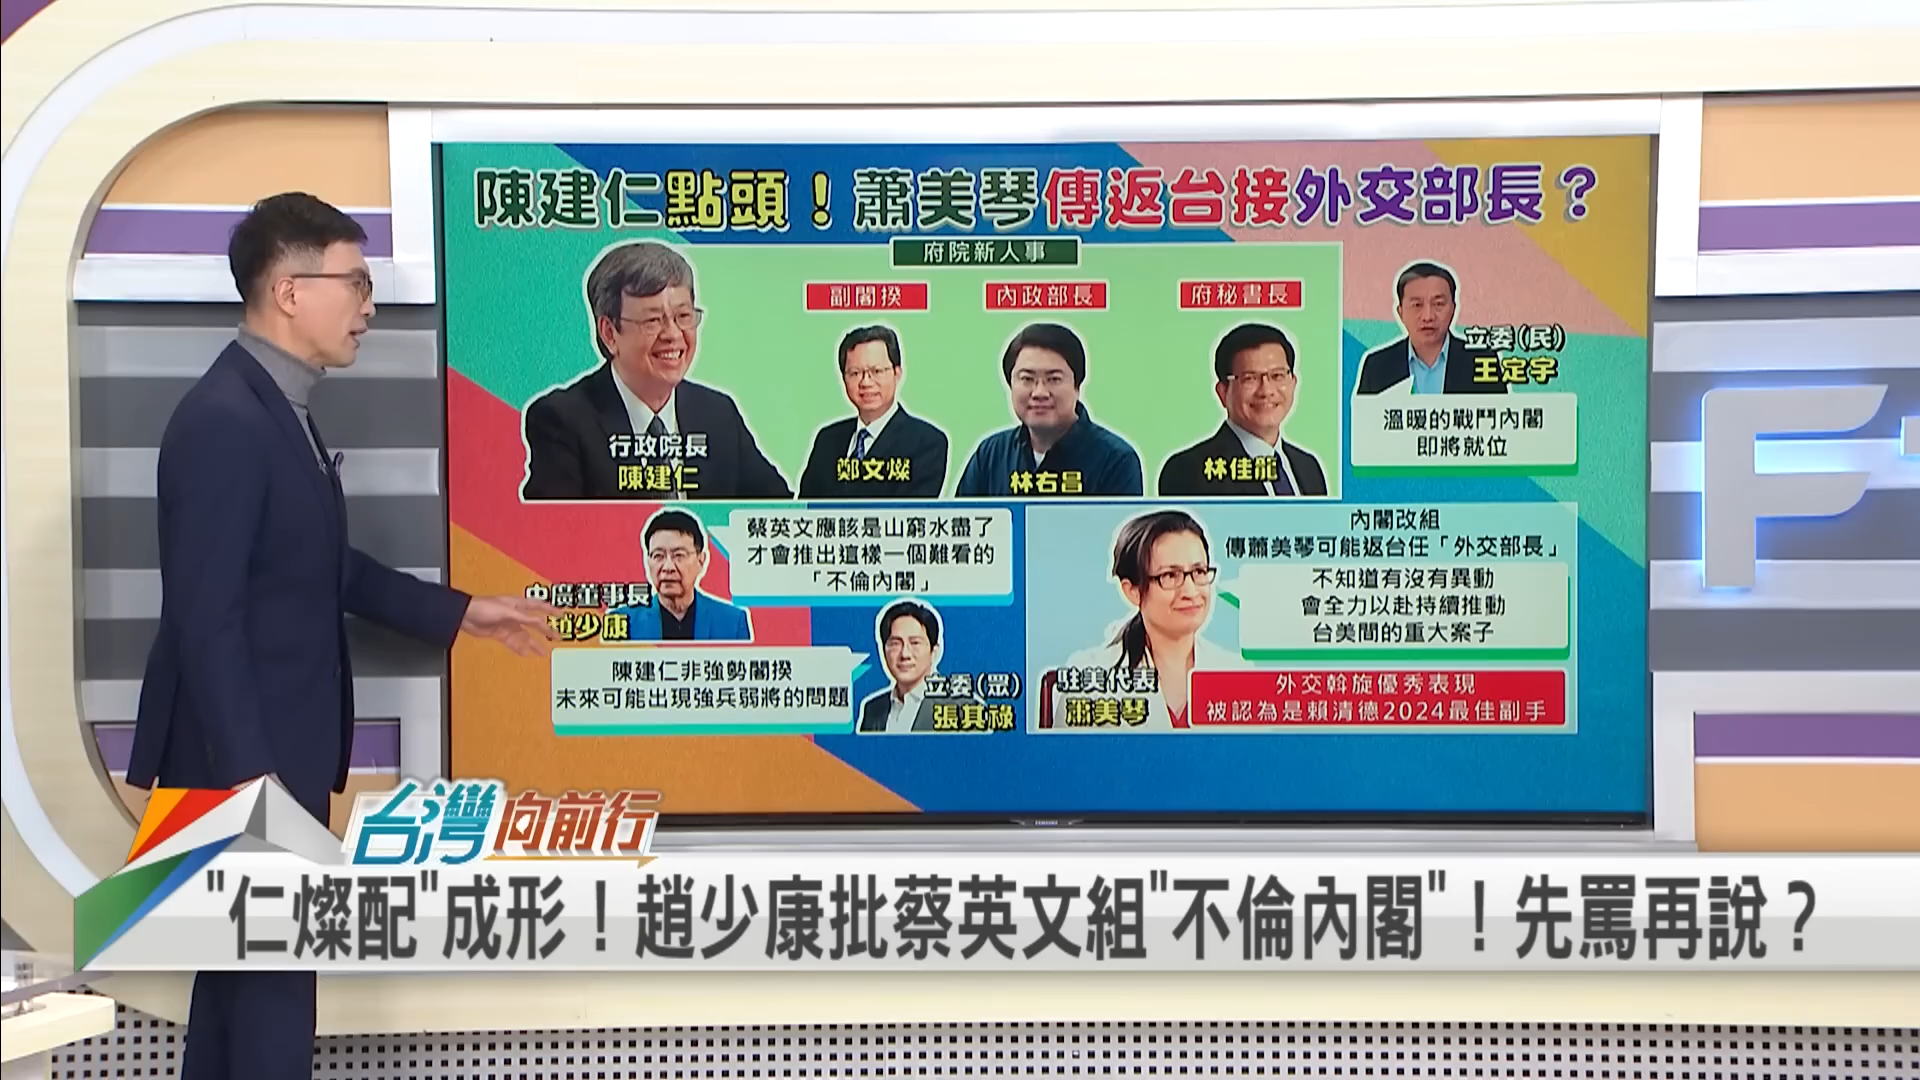 陳建仁點頭！蕭美琴傳返台接外交部長？
府院新人事
行政院長
陳建仁
副閣揆
鄭文燦
內政部長
林右昌
府秘書長
林佳龍
立委(民)
王定宇
溫暖的戰鬥內閣
即將就位
中廣董事長
趙少康
蔡英文應該是山窮水盡了
才會推出這樣一個難看的
「不倫內閣」
陳建仁非強勢閣揆
未來可能出現強兵弱將的問題
立委(眾)
張其祿
內閣改組
傳蕭美琴可能返台任「外交部長」
不知道有沒有異動
會全力以赴持續推動
台美間的重大案子
駐美代表
蕭美琴
外交斡旋優秀表現
被認為是賴清德2024最佳副手
F
台灣向前行
"仁燦配"成形！趙少康批蔡英文組"不倫內閣"！先罵再說？